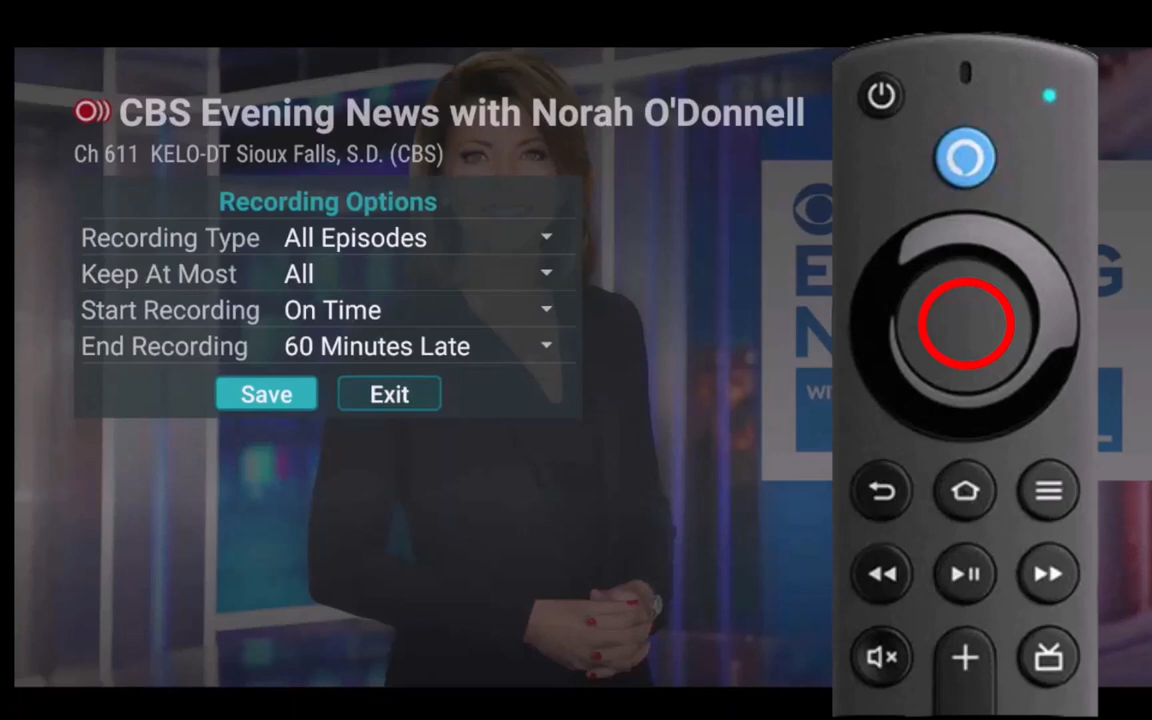 CBS Evening News with Norah O'Donnell
Ch 611 KELO-DT Sioux Falls, S.D. (CBS)
Recording Options
Recording Type All Episodes
Keep At Most All
Start Recording On Time
End Recording 60 Minutes Late
Save Exit